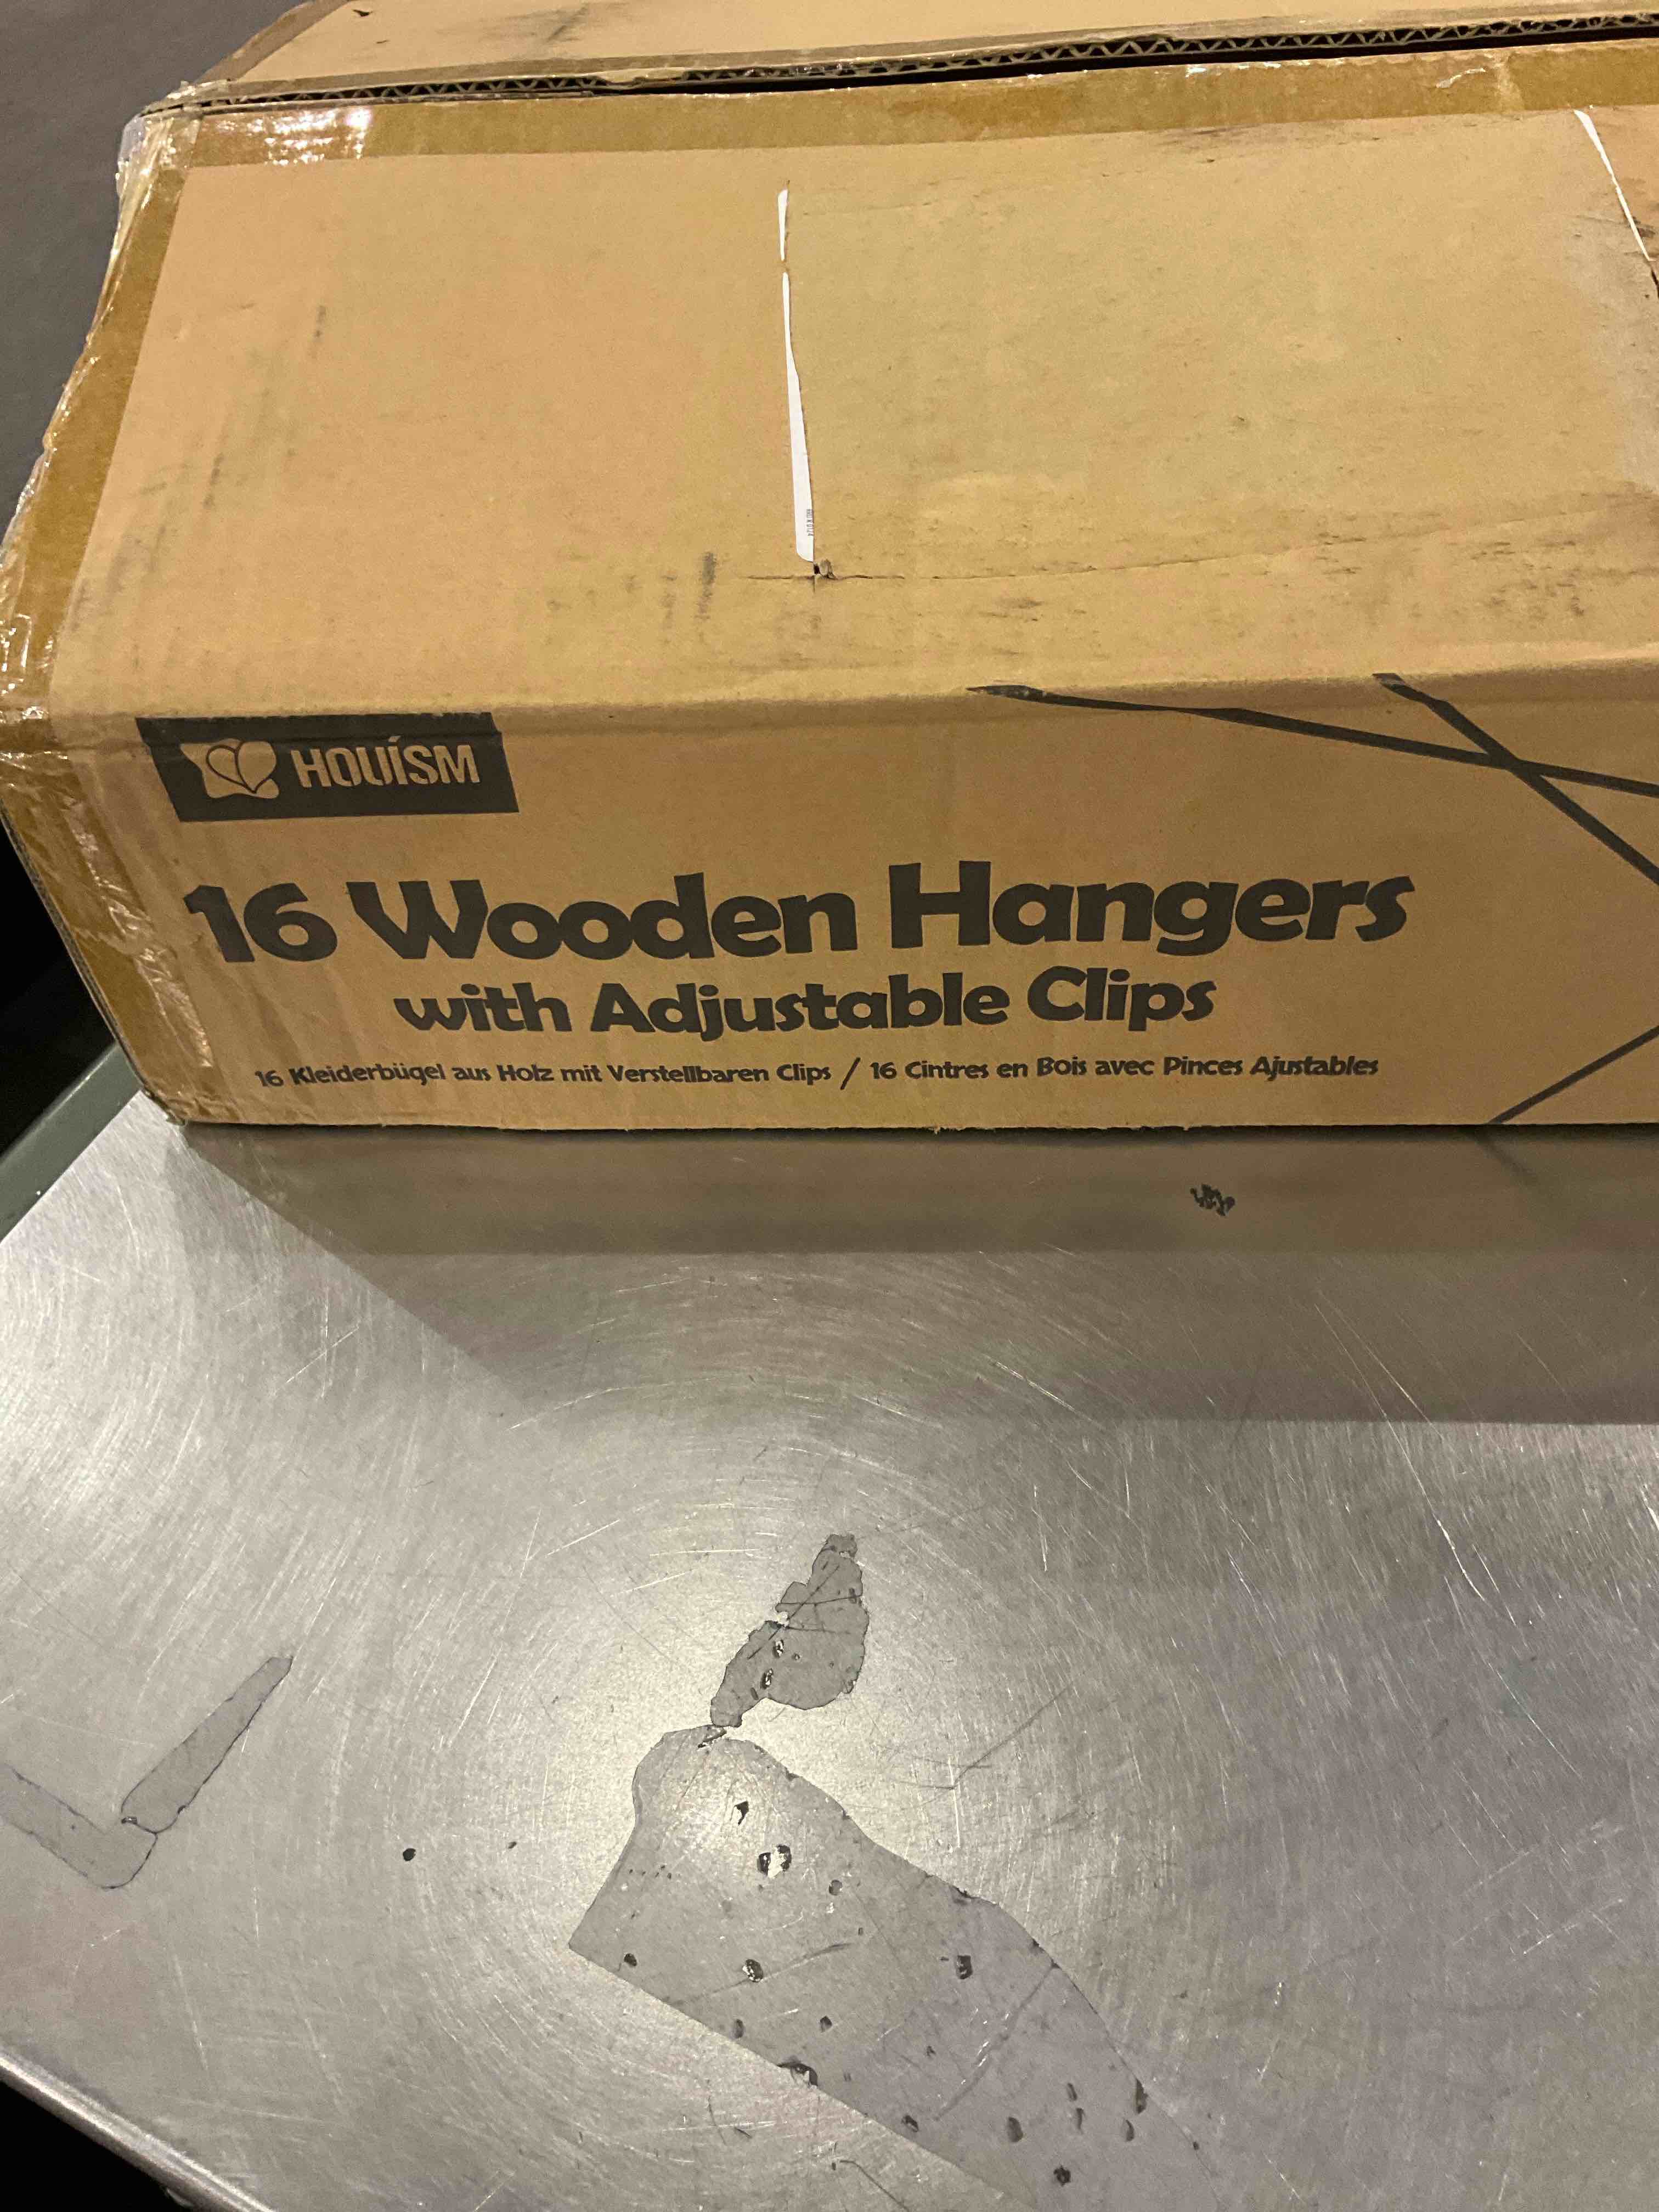 HOUÍSM
16 Wooden Hangers
with Adjustable Clips
16 Kleiderbügel aus Holz mit Verstellbaren Clips / 16 Cintres en Bois avec Pinces Ajustables